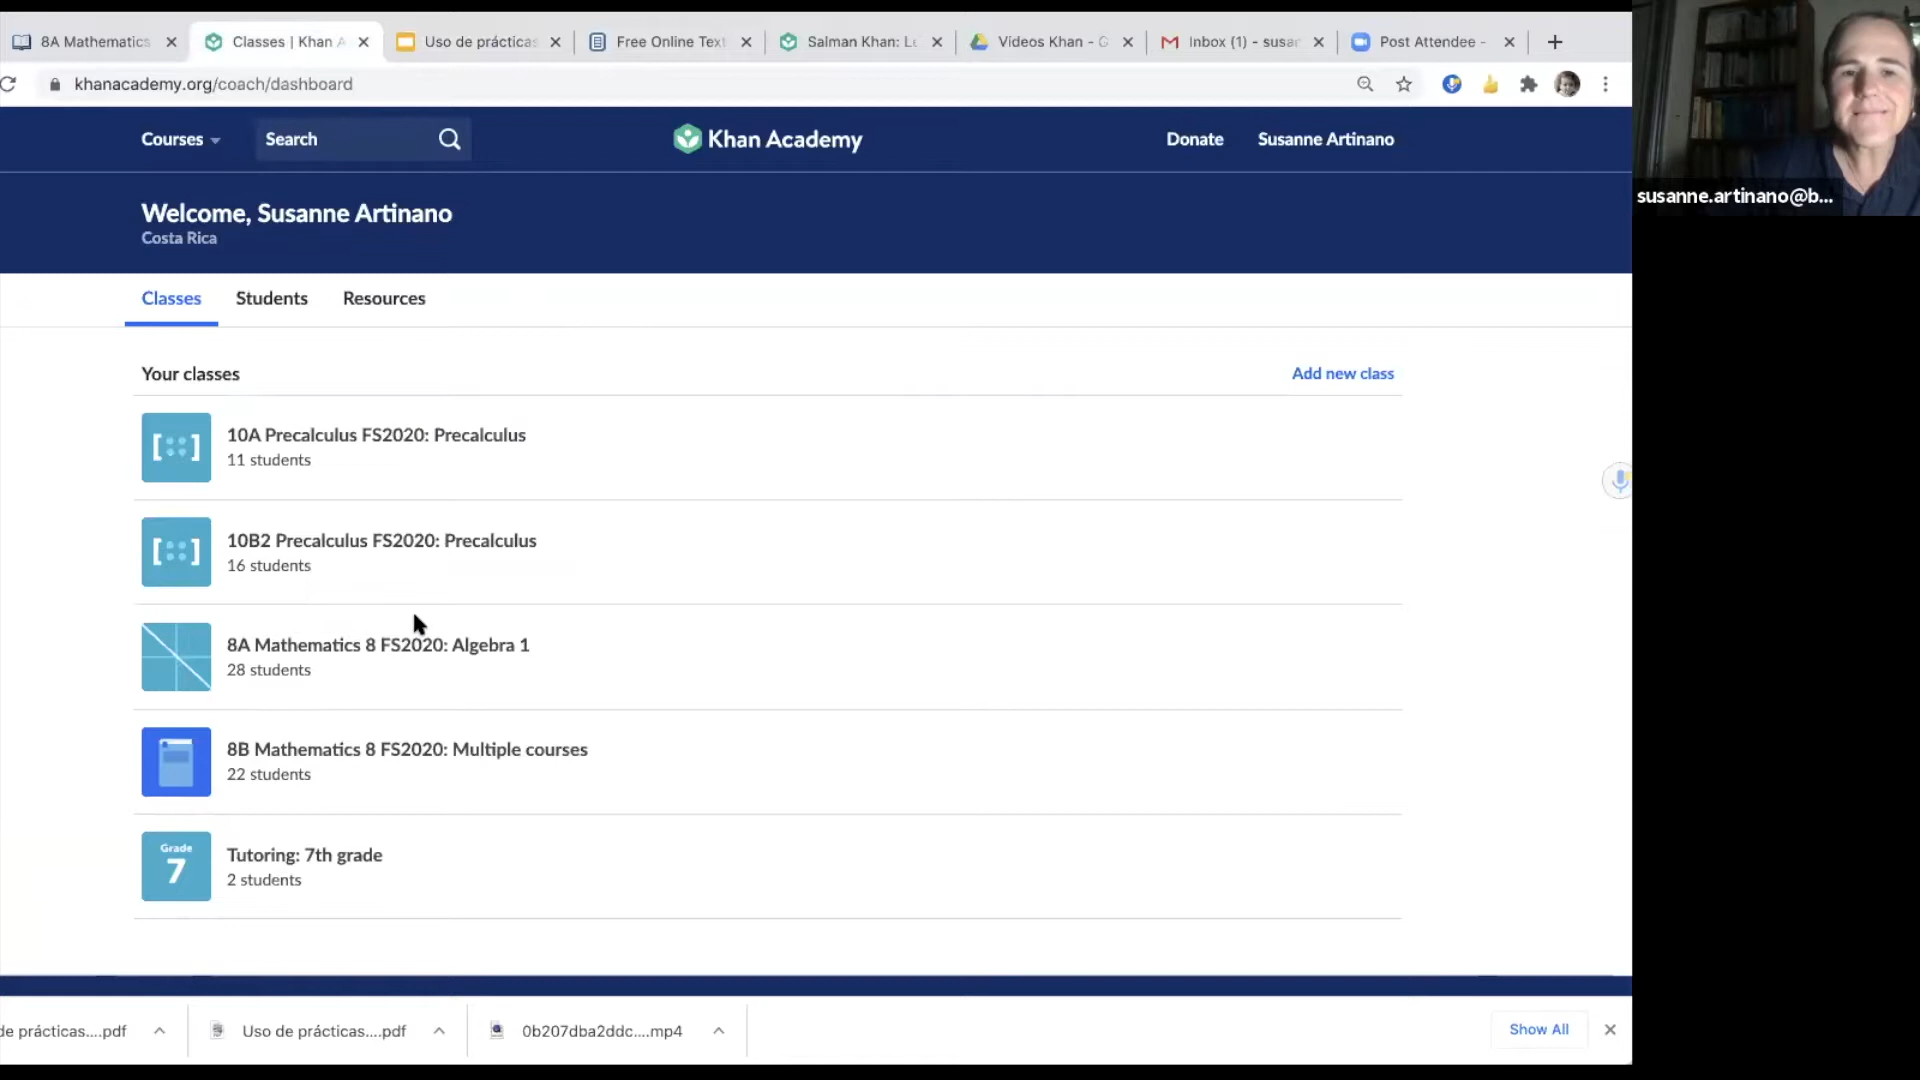 8A Mathematics
Classes | Khan A
Uso de prácticas
Free Online Text
Salman Khan: Le
Vídeos Khan - G
Inbox (1) - susan
Post Attendee -
khanacademy.org/coach/dashboard
Courses
Search
Khan Academy
Donate
Susanne Artinano
Welcome, Susanne Artinano
Costa Rica
Classes
Students
Resources
Your classes
Add new class
10A Precalculus FS2020: Precalculus
11 students
10B2 Precalculus FS2020: Precalculus
16 students
8A Mathematics 8 FS2020: Algebra 1
28 students
8B Mathematics 8 FS2020: Multiple courses
22 students
Grade
7
Tutoring: 7th grade
2 students
de prácticas....pdf
Uso de prácticas....pdf
0b207dba2ddc....mp4
Show All
susanne.artinano@b...